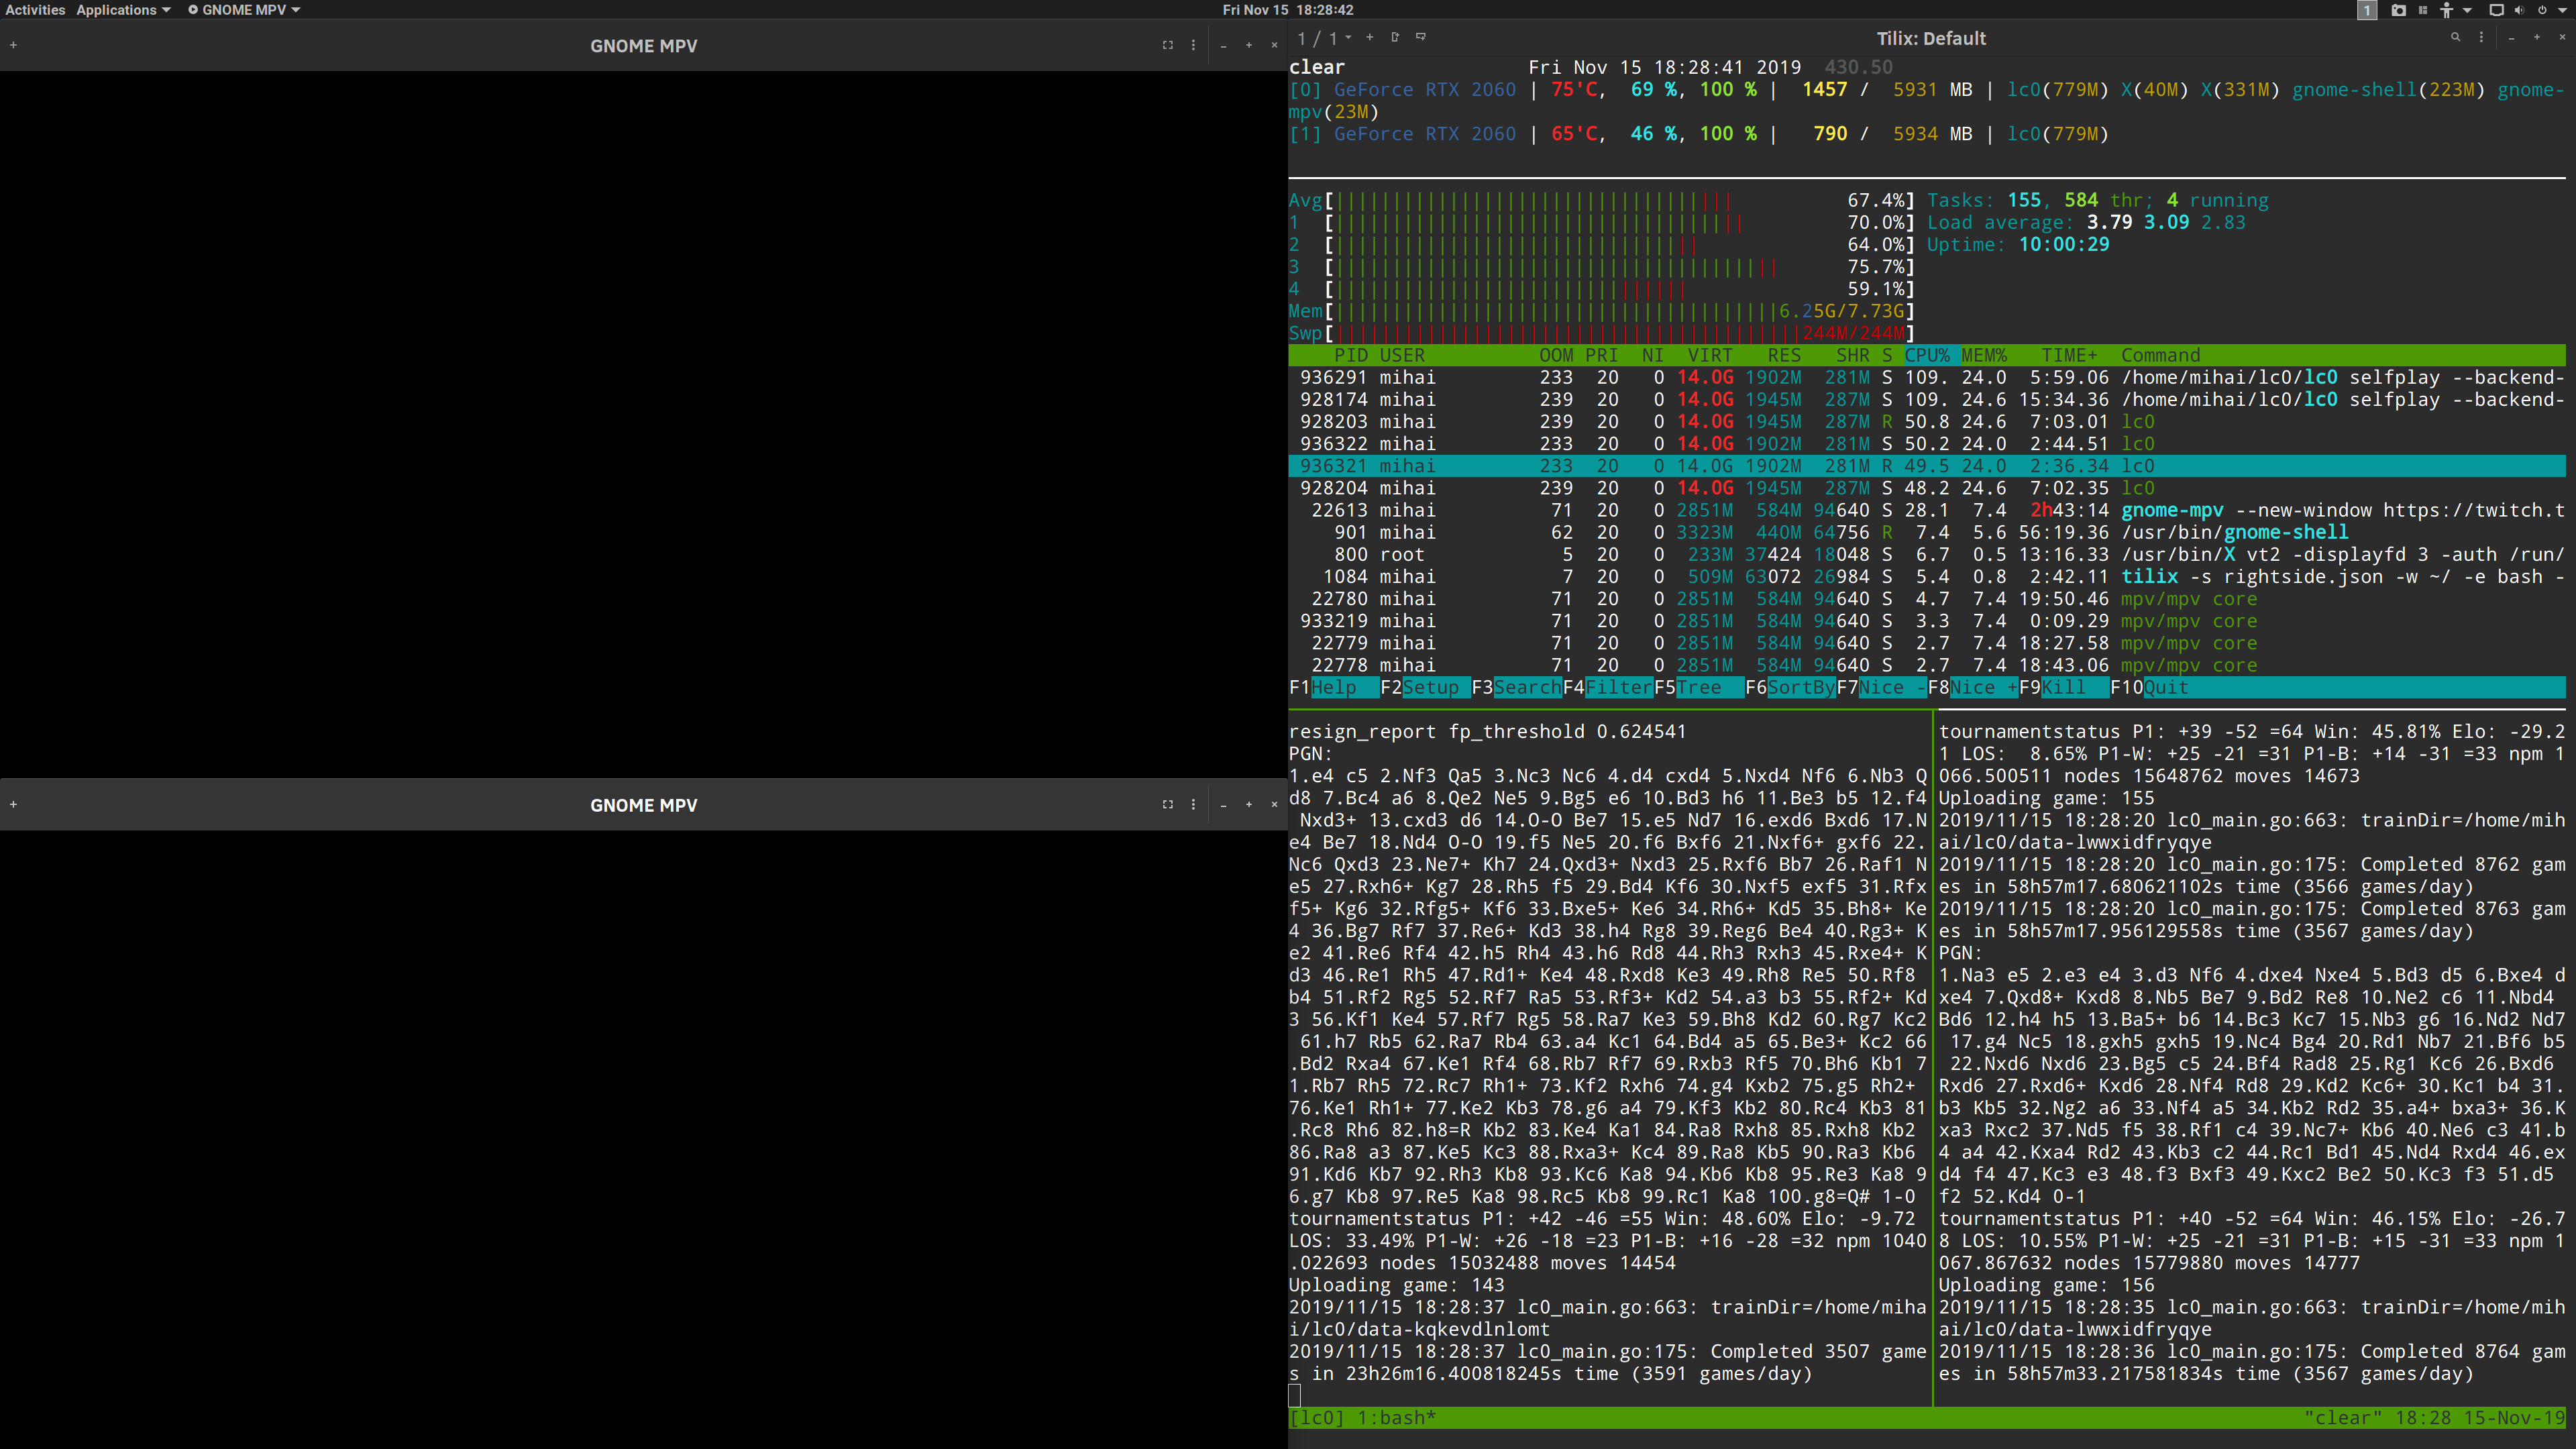 Activities Applications GNOME MPV Fri Nov 15 18:28:42 1
GNOME MPV
GNOME MPV
1 / 1 Tilix: Default
clear Fri Nov 15 18:28:41 2019 430.50
[0] GeForce RTX 2060 | 75'C, 69 %, 100 % | 1457 / 5931 MB | lc0(779M) X(40M) X(331M) gnome-shell(223M) gnome-
mpv(23M)
[1] GeForce RTX 2060 | 65'C, 46 %, 100 % | 790 / 5934 MB | lc0(779M)
Avg[ 67.4%] Tasks: 155, 584 thr; 4 running
1 [ 70.0%] Load average: 3.79 3.09 2.83
2 [ 64.0%] Uptime: 10:00:29
3 [ 75.7%]
4 [ 59.1%]
Mem[ 6.25G/7.73G]
Swp[ 244M/244M]
PID USER OOM PRI NI VIRT RES SHR S CPU% MEM% TIME+ Command
936291 mihai 233 20 0 14.0G 1902M 281M S 109. 24.0 5:59.06 /home/mihai/lc0/lc0 selfplay --backend-
928174 mihai 239 20 0 14.0G 1945M 287M S 109. 24.6 15:34.36 /home/mihai/lc0/lc0 selfplay --backend-
928203 mihai 239 20 0 14.0G 1945M 287M R 50.8 24.6 7:03.01 lc0
936322 mihai 233 20 0 14.0G 1902M 281M S 50.2 24.0 2:44.51 lc0
936321 mihai 233 20 0 14.0G 1902M 281M R 49.5 24.0 2:36.34 lc0
928204 mihai 239 20 0 14.0G 1945M 287M S 48.2 24.6 7:02.35 lc0
22613 mihai 71 20 0 2851M 584M 94640 S 28.1 7.4 2h43:14 gnome-mpv --new-window https://twitch.t
901 mihai 62 20 0 3323M 440M 64756 R 7.4 5.6 56:19.36 /usr/bin/gnome-shell
800 root 5 20 0 233M 37424 18048 S 6.7 0.5 13:16.33 /usr/bin/X vt2 -displayfd 3 -auth /run/
1084 mihai 7 20 0 509M 63072 26984 S 5.4 0.8 2:42.11 tilix -s rightside.json -w ~/ -e bash -
22780 mihai 71 20 0 2851M 584M 94640 S 4.7 7.4 19:50.46 mpv/mpv core
933219 mihai 71 20 0 2851M 584M 94640 S 3.3 7.4 0:09.29 mpv/mpv core
22779 mihai 71 20 0 2851M 584M 94640 S 2.7 7.4 18:27.58 mpv/mpv core
22778 mihai 71 20 0 2851M 584M 94640 S 2.7 7.4 18:43.06 mpv/mpv core
F1Help F2Setup F3SearchF4FilterF5Tree F6SortByF7Nice -F8Nice +F9Kill F10Quit
resign_report fp_threshold 0.624541
PGN:
1.e4 c5 2.Nf3 Qa5 3.Nc3 Nc6 4.d4 cxd4 5.Nxd4 Nf6 6.Nb3 Q
d8 7.Bc4 a6 8.Qe2 Ne5 9.Bg5 e6 10.Bd3 h6 11.Be3 b5 12.f4
Nxd3+ 13.cxd3 d6 14.O-O Be7 15.e5 Nd7 16.exd6 Bxd6 17.N
e4 Be7 18.Nd4 O-O 19.f5 Ne5 20.f6 Bxf6 21.Nxf6+ gxf6 22.
Nc6 Qxd3 23.Ne7+ Kh7 24.Qxd3+ Nxd3 25.Rxf6 Bb7 26.Raf1 N
e5 27.Rxh6+ Kg7 28.Rh5 f5 29.Bd4 Kf6 30.Nxf5 exf5 31.Rfx
f5+ Kg6 32.Rfg5+ Kf6 33.Bxe5+ Ke6 34.Rh6+ Kd5 35.Bh8+ Ke
4 36.Bg7 Rf7 37.Re6+ Kd3 38.h4 Rg8 39.Reg6 Be4 40.Rg3+ K
e2 41.Re6 Rf4 42.h5 Rh4 43.h6 Rd8 44.Rh3 Rxh3 45.Rxe4+ K
d3 46.Re1 Rh5 47.Rd1+ Ke4 48.Rxd8 Ke3 49.Rh8 Re5 50.Rf8
b4 51.Rf2 Rg5 52.Rf7 Ra5 53.Rf3+ Kd2 54.a3 b3 55.Rf2+ Kd
3 56.Kf1 Ke4 57.Rf7 Rg5 58.Ra7 Ke3 59.Bh8 Kd2 60.Rg7 Kc2
61.h7 Rb5 62.Ra7 Rb4 63.a4 Kc1 64.Bd4 a5 65.Be3+ Kc2 66
.Bd2 Rxa4 67.Ke1 Rf4 68.Rb7 Rf7 69.Rxb3 Rf5 70.Bh6 Kb1 7
1.Rb7 Rh5 72.Rc7 Rh1+ 73.Kf2 Rxh6 74.g4 Kxb2 75.g5 Rh2+
76.Ke1 Rh1+ 77.Ke2 Kb3 78.g6 a4 79.Kf3 Kb2 80.Rc4 Kb3 81
.Rc8 Rh6 82.h8=R Kb2 83.Ke4 Ka1 84.Ra8 Rxh8 85.Rxh8 Kb2
86.Ra8 a3 87.Ke5 Kc3 88.Rxa3+ Kc4 89.Ra8 Kb5 90.Ra3 Kb6
91.Kd6 Kb7 92.Rh3 Kb8 93.Kc6 Ka8 94.Kb6 Kb8 95.Re3 Ka8 9
6.g7 Kb8 97.Re5 Ka8 98.Rc5 Kb8 99.Rc1 Ka8 100.g8=Q# 1-0
tournamentstatus P1: +42 -46 =55 Win: 48.60% Elo: -9.72
LOS: 33.49% P1-W: +26 -18 =23 P1-B: +16 -28 =32 npm 1040
.022693 nodes 15032488 moves 14454
Uploading game: 143
2019/11/15 18:28:37 lc0_main.go:663: trainDir=/home/miha
i/lc0/data-kqkevdlnlomt
2019/11/15 18:28:37 lc0_main.go:175: Completed 3507 game
s in 23h26m16.400818245s time (3591 games/day)
tournamentstatus P1: +39 -52 =64 Win: 45.81% Elo: -29.2
1 LOS: 8.65% P1-W: +25 -21 =31 P1-B: +14 -31 =33 npm 1
066.500511 nodes 15648762 moves 14673
Uploading game: 155
2019/11/15 18:28:20 lc0_main.go:663: trainDir=/home/mih
ai/lc0/data-lwwxidfryqye
2019/11/15 18:28:20 lc0_main.go:175: Completed 8762 gam
es in 58h57m17.680621102s time (3566 games/day)
2019/11/15 18:28:20 lc0_main.go:175: Completed 8763 gam
es in 58h57m17.956129558s time (3567 games/day)
PGN:
1.Na3 e5 2.e3 e4 3.d3 Nf6 4.dxe4 Nxe4 5.Bd3 d5 6.Bxe4 d
xe4 7.Qxd8+ Kxd8 8.Nb5 Be7 9.Bd2 Re8 10.Ne2 c6 11.Nbd4
Bd6 12.h4 h5 13.Ba5+ b6 14.Bc3 Kc7 15.Nb3 g6 16.Nd2 Nd7
17.g4 Nc5 18.gxh5 gxh5 19.Nc4 Bg4 20.Rd1 Nb7 21.Bf6 b5
22.Nxd6 Nxd6 23.Bg5 c5 24.Bf4 Rad8 25.Rg1 Kc6 26.Bxd6
Rxd6 27.Rxd6+ Kxd6 28.Nf4 Rd8 29.Kd2 Kc6+ 30.Kc1 b4 31.
b3 Kb5 32.Ng2 a6 33.Nf4 a5 34.Kb2 Rd2 35.a4+ bxa3+ 36.K
xa3 Rxc2 37.Nd5 f5 38.Rf1 c4 39.Nc7+ Kb6 40.Ne6 c3 41.b
4 a4 42.Kxa4 Rd2 43.Kb3 c2 44.Rc1 Bd1 45.Nd4 Rxd4 46.ex
d4 f4 47.Kc3 e3 48.f3 Bxf3 49.Kxc2 Be2 50.Kc3 f3 51.d5
f2 52.Kd4 0-1
tournamentstatus P1: +40 -52 =64 Win: 46.15% Elo: -26.7
8 LOS: 10.55% P1-W: +25 -21 =31 P1-B: +15 -31 =33 npm 1
067.867632 nodes 15779880 moves 14777
Uploading game: 156
2019/11/15 18:28:35 lc0_main.go:663: trainDir=/home/mih
ai/lc0/data-lwwxidfryqye
2019/11/15 18:28:36 lc0_main.go:175: Completed 8764 gam
es in 58h57m33.217581834s time (3567 games/day)
[lc0] 1:bash* "clear" 18:28 15-Nov-19